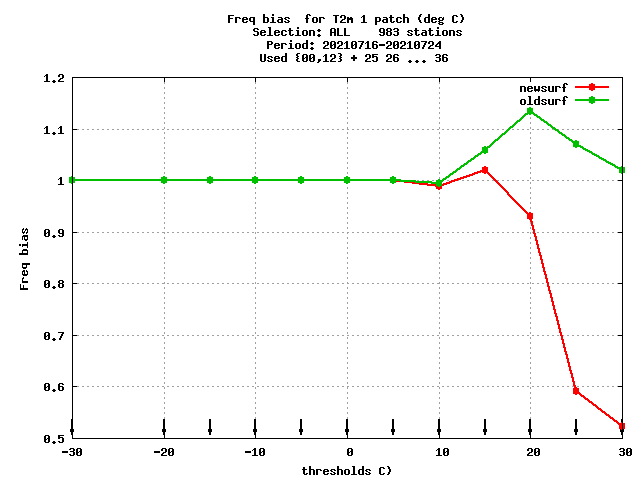 Freq bias  for T2m 1 patch (deg C)
Selection: ALL    983 stations
Period: 20210716-20210724
Used {00,12} + 25 26 ... 36
newsurf
oldsurf
1.2
1.1
1
0.9
0.8
0.7
0.6
0.5
Freq bias
-30 -20 -10 0 10 20 30
thresholds C)